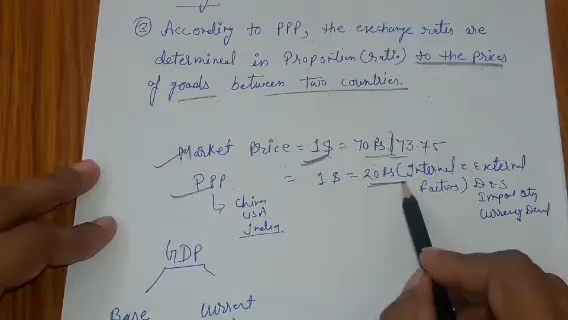 ③ According to PPP, the exchange rates are
determined in Proportion (ratio) to the prices
of goods between two countries.
Market Price = 1$ = 70 Rs. / 73.75
PPP = 1$ = 20 Rs (Internal & External
factors) D & S
Import
Currency
China
USA
India
GDP
Base Current